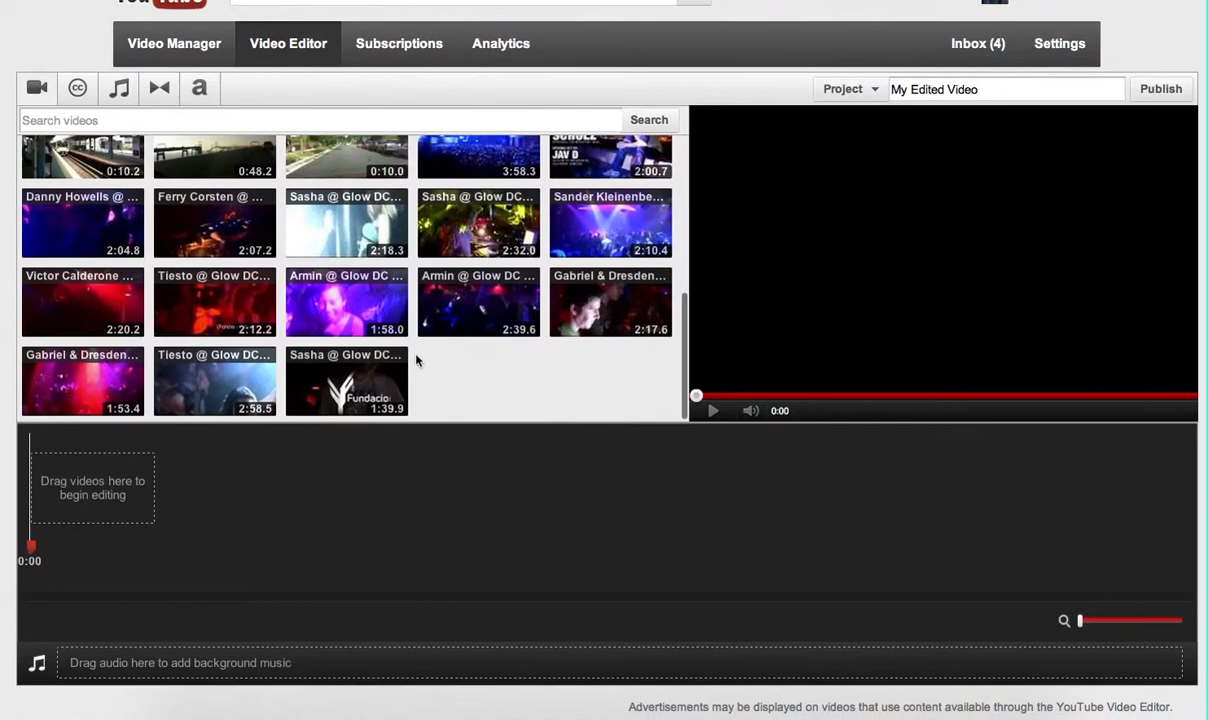 YouTube
Video Manager
Video Editor
Subscriptions
Analytics
Inbox (4)
Settings
cc
a
Project
My Edited Video
Publish
Search videos
Search
0:10.2
0:48.2
0:10.0
3:58.3
JAV D
2:00.7
Danny Howells @ ...
Ferry Corsten @ ...
Sasha @ Glow DC...
Sasha @ Glow DC...
Sander Kleinenbe...
2:04.8
2:07.2
2:18.3
2:32.0
2:10.4
Victor Calderone ...
Tiesto @ Glow DC...
Armin @ Glow DC ...
Armin @ Glow DC ...
Gabriel & Dresden...
2:20.2
2:12.2
1:58.0
2:39.6
2:17.6
Gabriel & Dresden...
Tiesto @ Glow DC...
Sasha @ Glow DC...
Fundacio
1:53.4
2:58.5
1:39.9
0:00
Drag videos here to
begin editing
0:00
Drag audio here to add background music
Advertisements may be displayed on videos that use content available through the YouTube Video Editor.